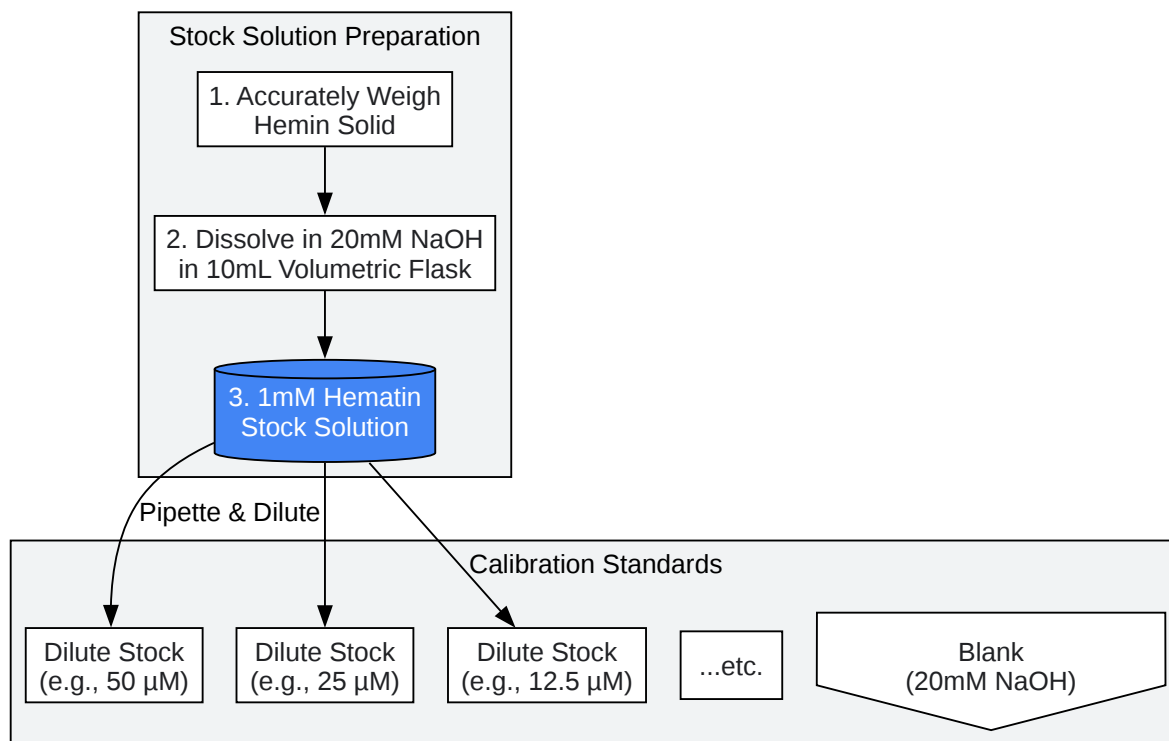 Stock Solution Preparation
1. Accurately Weigh
Hemin Solid
2. Dissolve in 20mM NaOH
in 10mL Volumetric Flask
3. 1mM Hematin
Stock Solution
Pipette & Dilute
Calibration Standards
Dilute Stock
(e.g., 50 µM)
Dilute Stock
(e.g., 25 µM)
Dilute Stock
(e.g., 12.5 µM)
...etc.
Blank
(20mM NaOH)